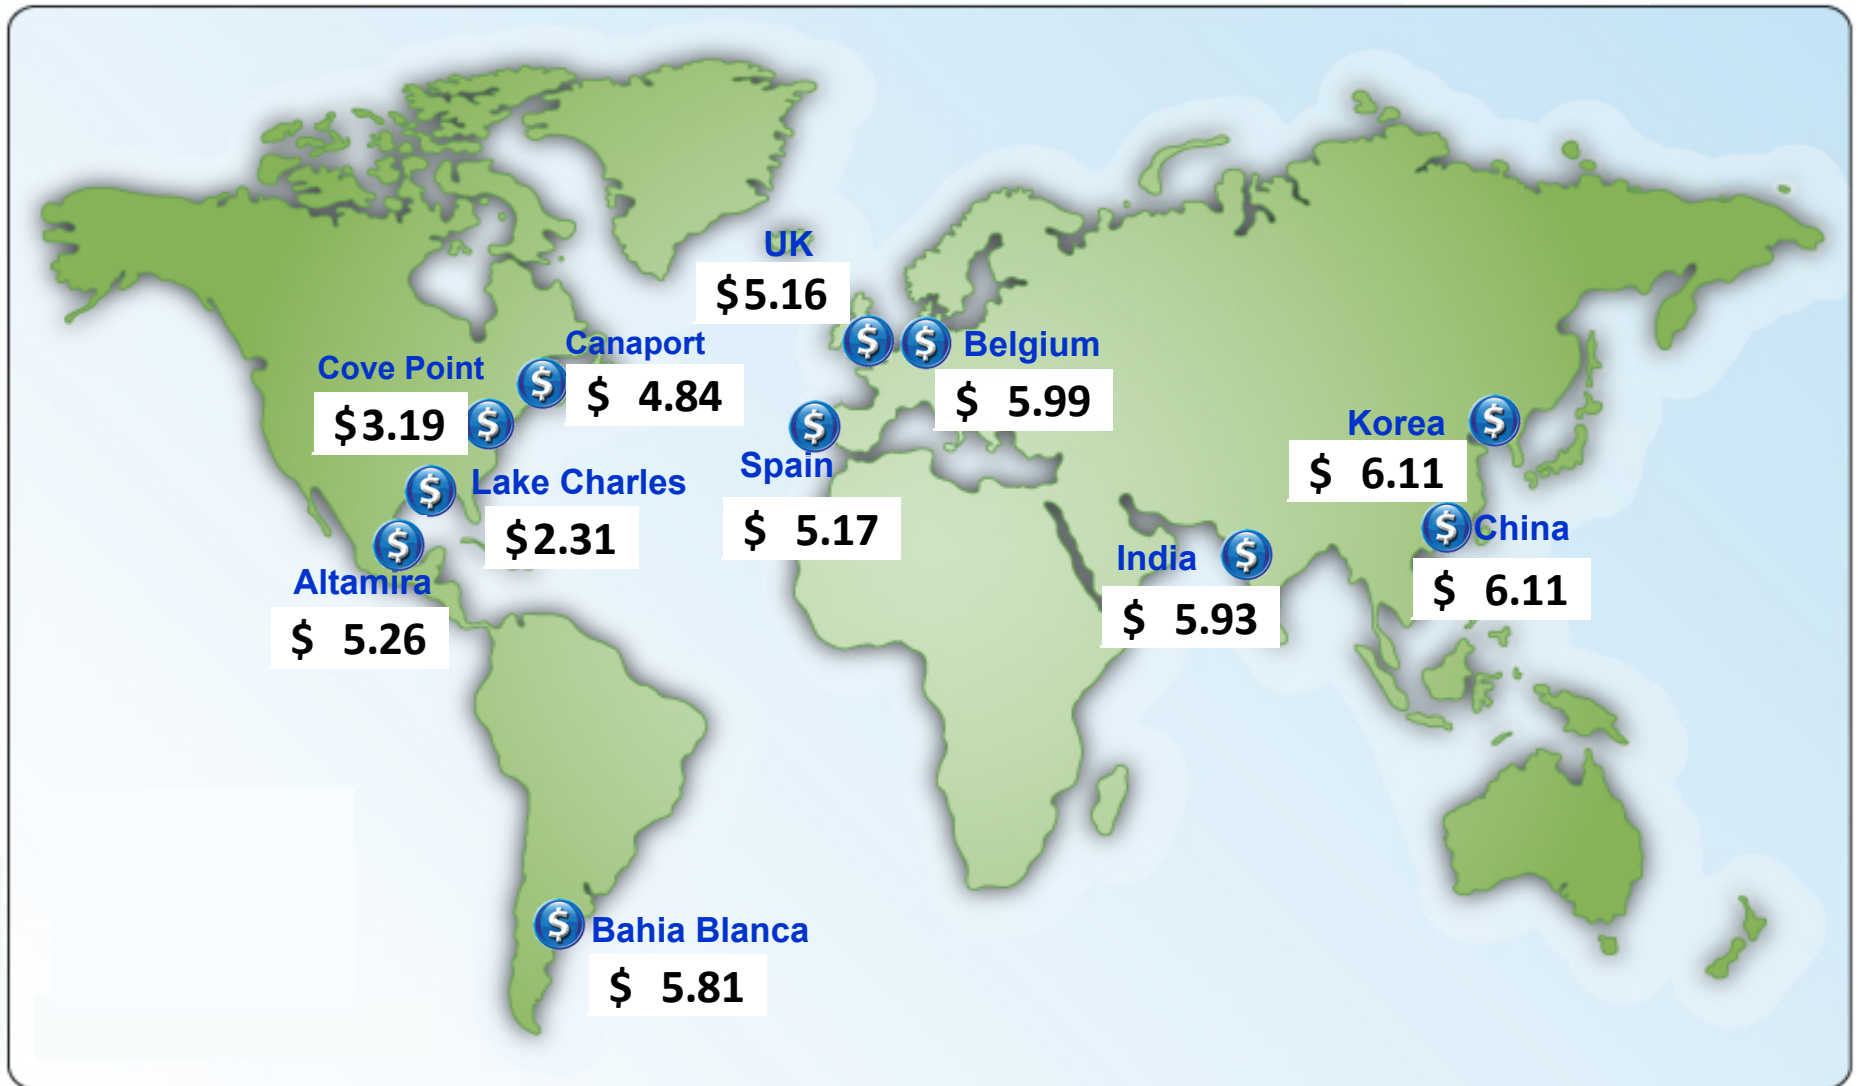 UK
$5.16
Canaport
$ 4.84
Cove Point
$3.19
Belgium
$ 5.99
Korea
$ 6.11
Spain
$ 5.17
Lake Charles
$2.31
China
$ 6.11
India
$ 5.93
Altamira
$ 5.26
Bahia Blanca
$ 5.81